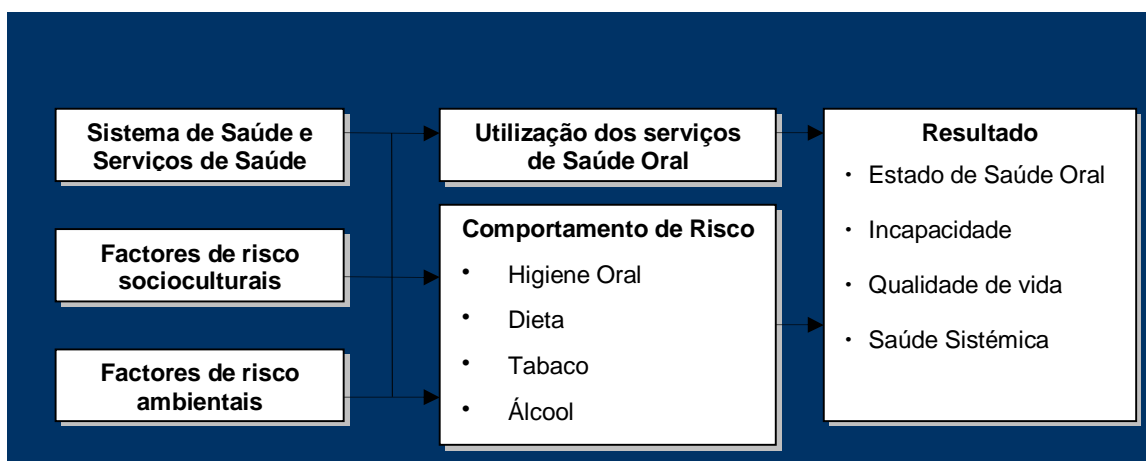 Sistema de Saúde e
Serviços de Saúde
Factores de risco
socioculturais
Factores de risco
ambientais
Utilização dos serviços
de Saúde Oral
Comportamento de Risco
• Higiene Oral
• Dieta
• Tabaco
• Álcool
Resultado
• Estado de Saúde Oral
• Incapacidade
• Qualidade de vida
• Saúde Sistémica